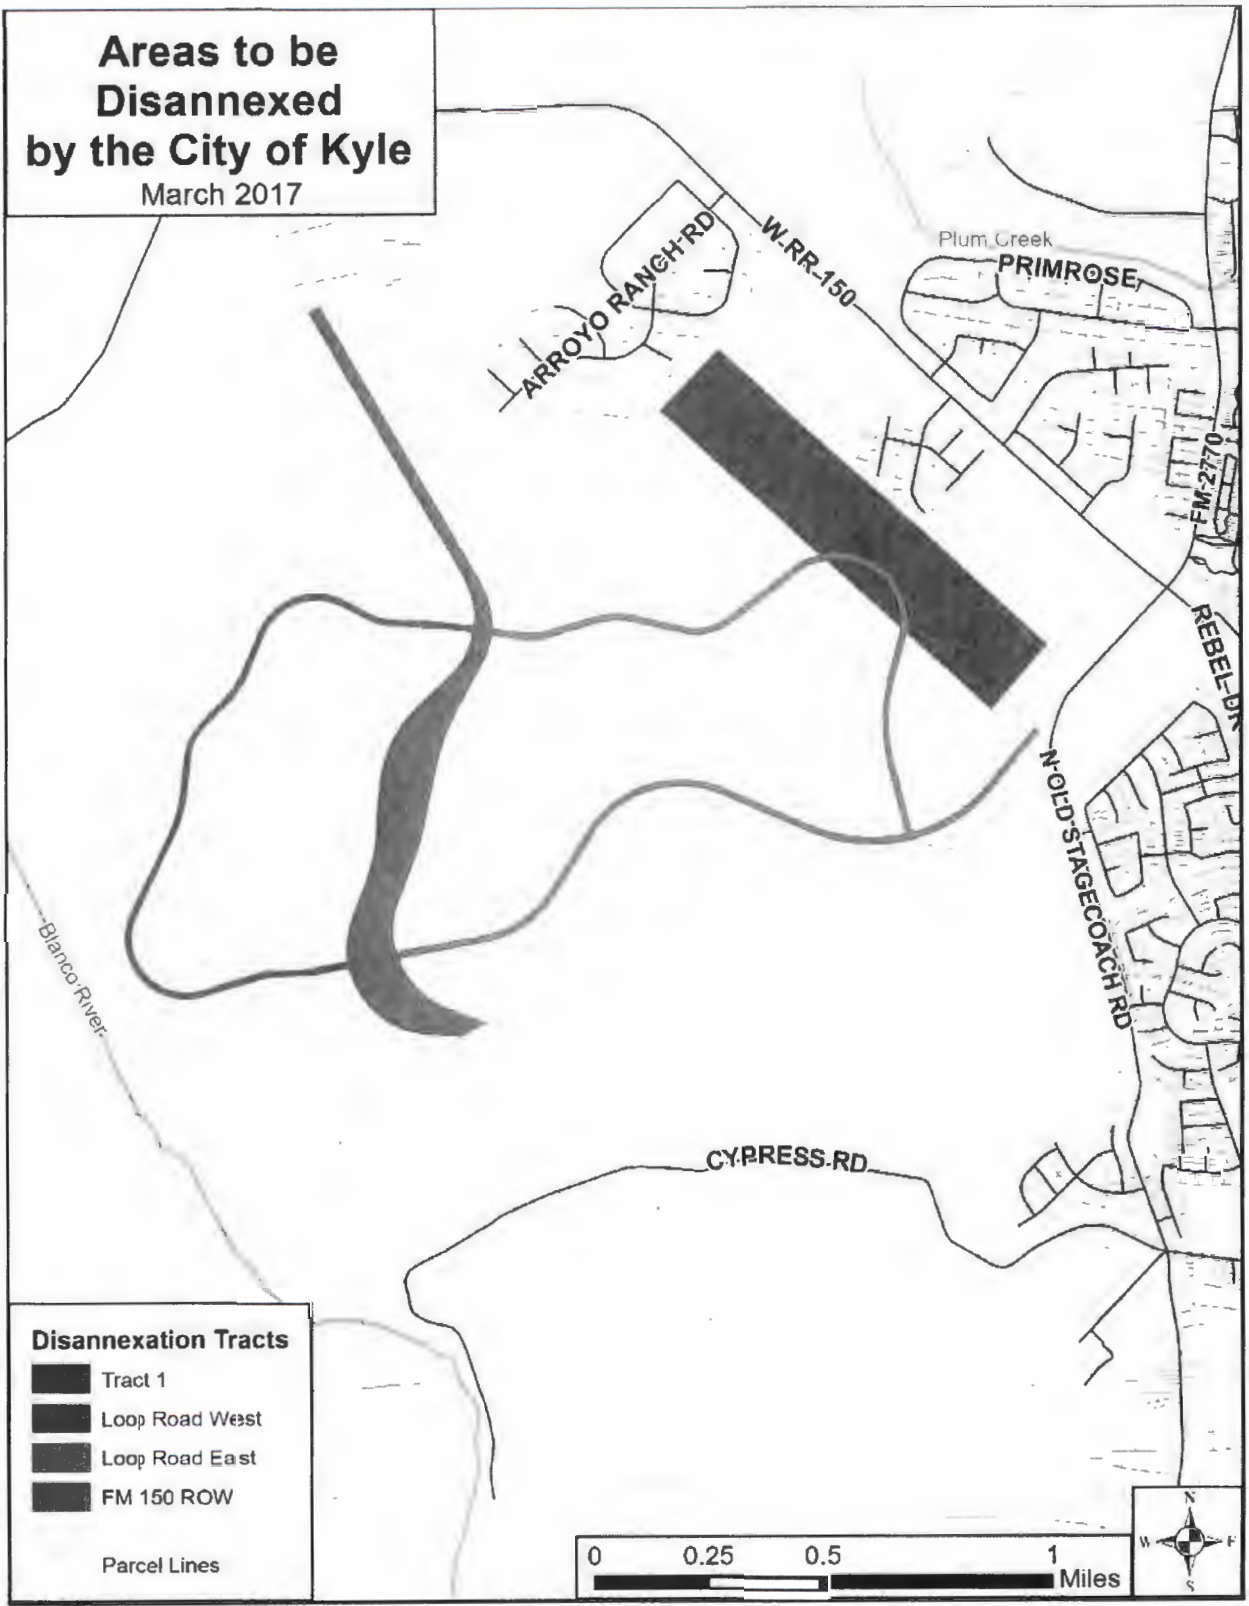 Areas to be
Disannexed
by the City of Kyle
March 2017
Plum Creek
PRIMROSE
W RR 150
ARROYO RANCH RD
FM 2770
REBEL DR
N OLD STAGECOACH RD
Blanco River
CYPRESS RD
Disannexation Tracts
Tract 1
Loop Road West
Loop Road East
FM 150 ROW
Parcel Lines
0 0.25 0.5 1
Miles
N
W E
S